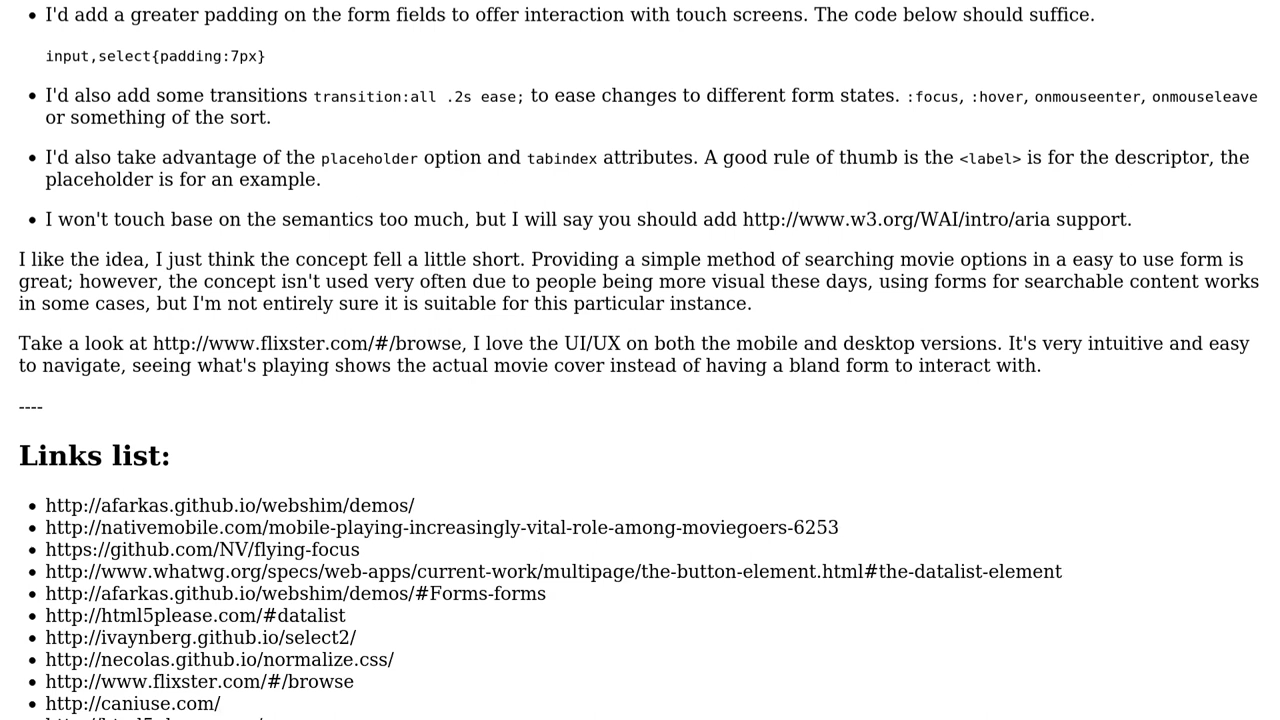 I'd add a greater padding on the form fields to offer interaction with touch screens. The code below should suffice.
input,select{padding:7px}
I'd also add some transitions transition:all .2s ease; to ease changes to different form states. :focus, :hover, onmouseenter, onmouseleave
or something of the sort.
I'd also take advantage of the placeholder option and tabindex attributes. A good rule of thumb is the <label> is for the descriptor, the
placeholder is for an example.
I won't touch base on the semantics too much, but I will say you should add http://www.w3.org/WAI/intro/aria support.
I like the idea, I just think the concept fell a little short. Providing a simple method of searching movie options in a easy to use form is
great; however, the concept isn't used very often due to people being more visual these days, using forms for searchable content works
in some cases, but I'm not entirely sure it is suitable for this particular instance.
Take a look at http://www.flixster.com/#/browse, I love the UI/UX on both the mobile and desktop versions. It's very intuitive and easy
to navigate, seeing what's playing shows the actual movie cover instead of having a bland form to interact with.
----
Links list:
http://afarkas.github.io/webshim/demos/
http://nativemobile.com/mobile-playing-increasingly-vital-role-among-moviegoers-6253
https://github.com/NV/flying-focus
http://www.whatwg.org/specs/web-apps/current-work/multipage/the-button-element.html#the-datalist-element
http://afarkas.github.io/webshim/demos/#Forms-forms
http://html5please.com/#datalist
http://ivaynberg.github.io/select2/
http://necolas.github.io/normalize.css/
http://www.flixster.com/#/browse
http://caniuse.com/